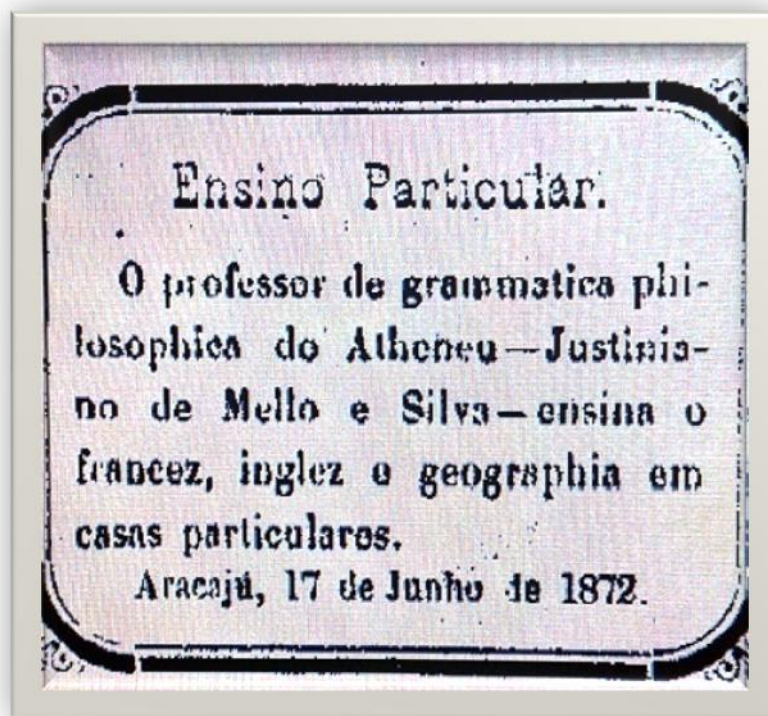 Ensino Particular.
O professor de grammatica phi-
losophica do Atheneu—Justinia-
no de Mello e Silva—ensina o
francez, inglez e geographia em
casas particulares.
Aracajú, 17 de Junho de 1872.